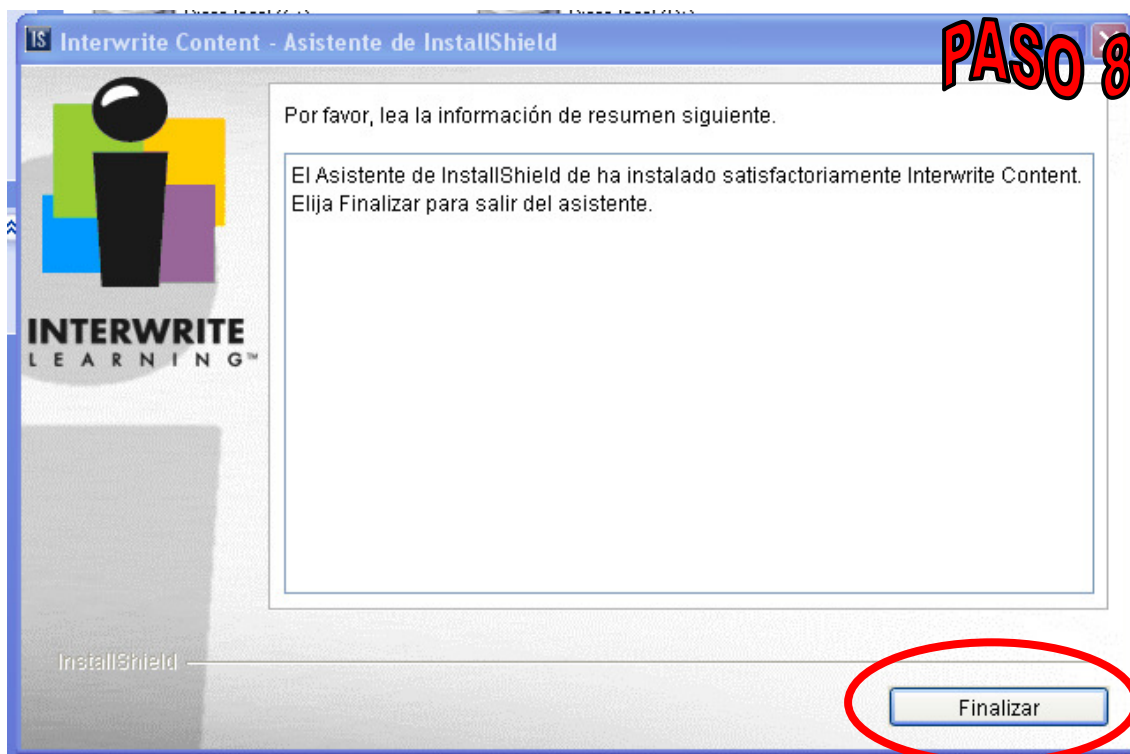 Interwrite Content - Asistente de InstallShield
PASO 8
Por favor, lea la información de resumen siguiente.
El Asistente de InstallShield de ha instalado satisfactoriamente Interwrite Content.
Elija Finalizar para salir del asistente.
INTERWRITE
LEARNING™
InstallShield
Finalizar